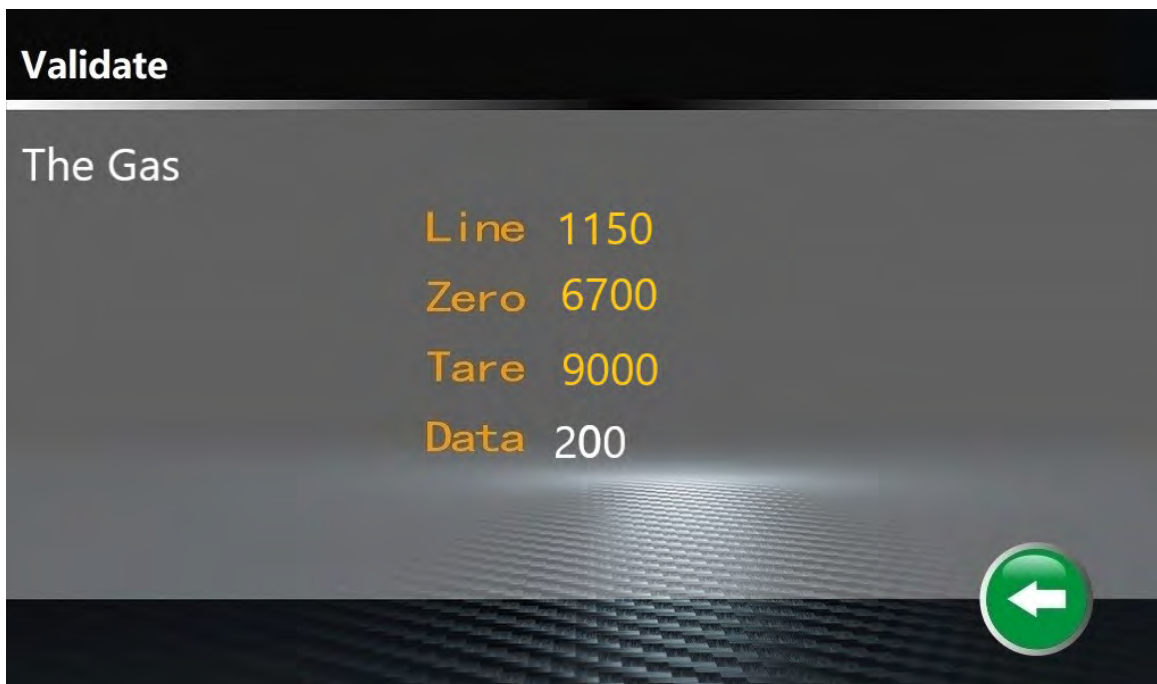 Validate
The Gas
Line 1150
Zero 6700
Tare 9000
Data 200